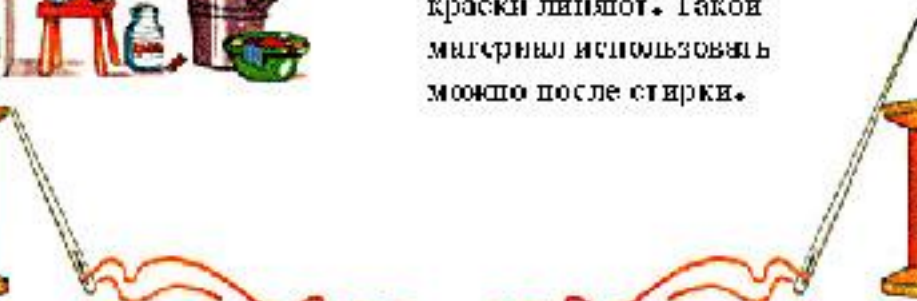 краски линяют. Такой
материал использовать
можно после стирки.